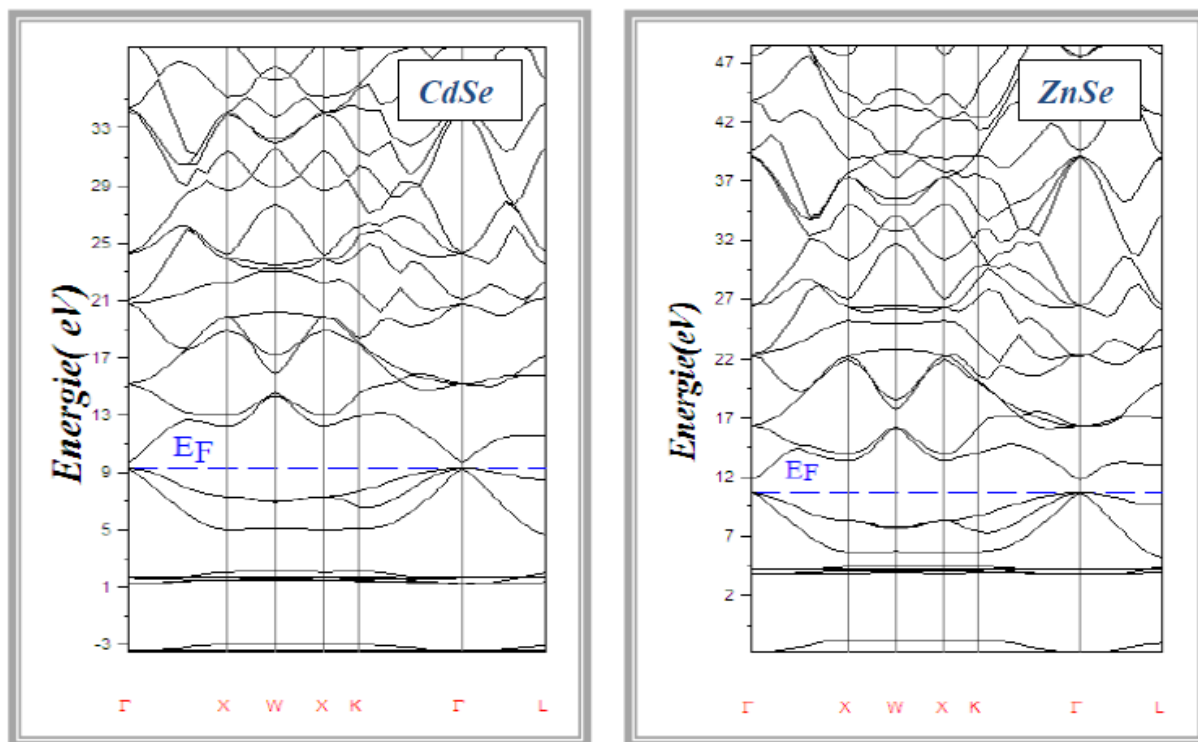 CdSe
Energie( eV)
33
29
25
21
17
13
9
5
1
-3
EF
Γ X W X K Γ L
ZnSe
Energie(eV)
47
42
37
32
27
22
17
12
7
2
EF
Γ X W X K Γ L